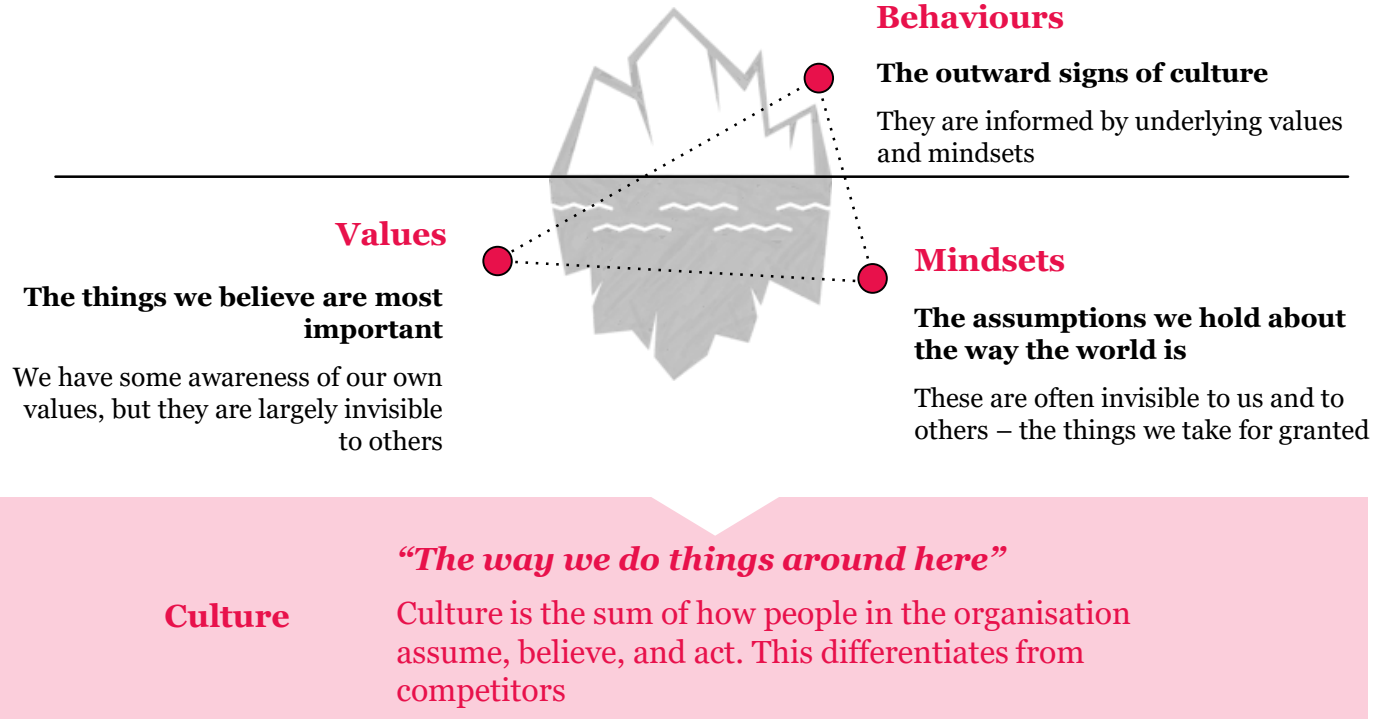 Behaviours
The outward signs of culture
They are informed by underlying values
and mindsets
Values
The things we believe are most
important
We have some awareness of our own
values, but they are largely invisible
to others
Mindsets
The assumptions we hold about
the way the world is
These are often invisible to us and to
others – the things we take for granted
“The way we do things around here”
Culture
Culture is the sum of how people in the organisation
assume, believe, and act. This differentiates from
competitors